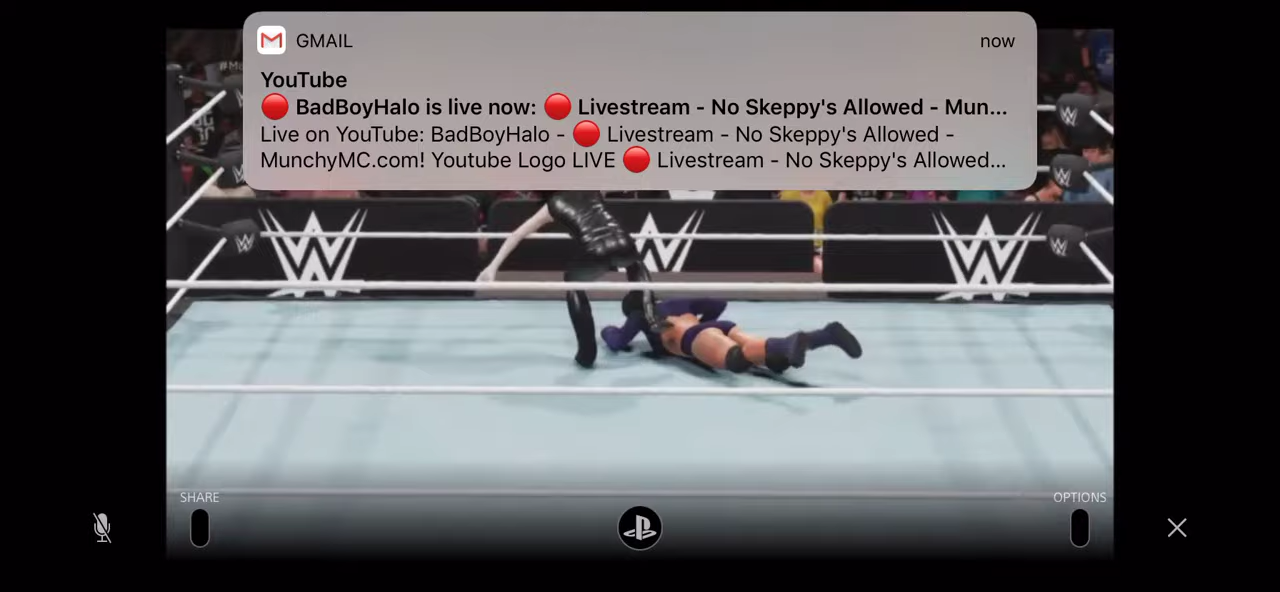 GMAIL
now
YouTube
🔴 BadBoyHalo is live now: 🔴 Livestream - No Skeppy's Allowed - Mun...
Live on YouTube: BadBoyHalo - 🔴 Livestream - No Skeppy's Allowed -
MunchyMC.com! Youtube Logo LIVE 🔴 Livestream - No Skeppy's Allowed...
SHARE
OPTIONS